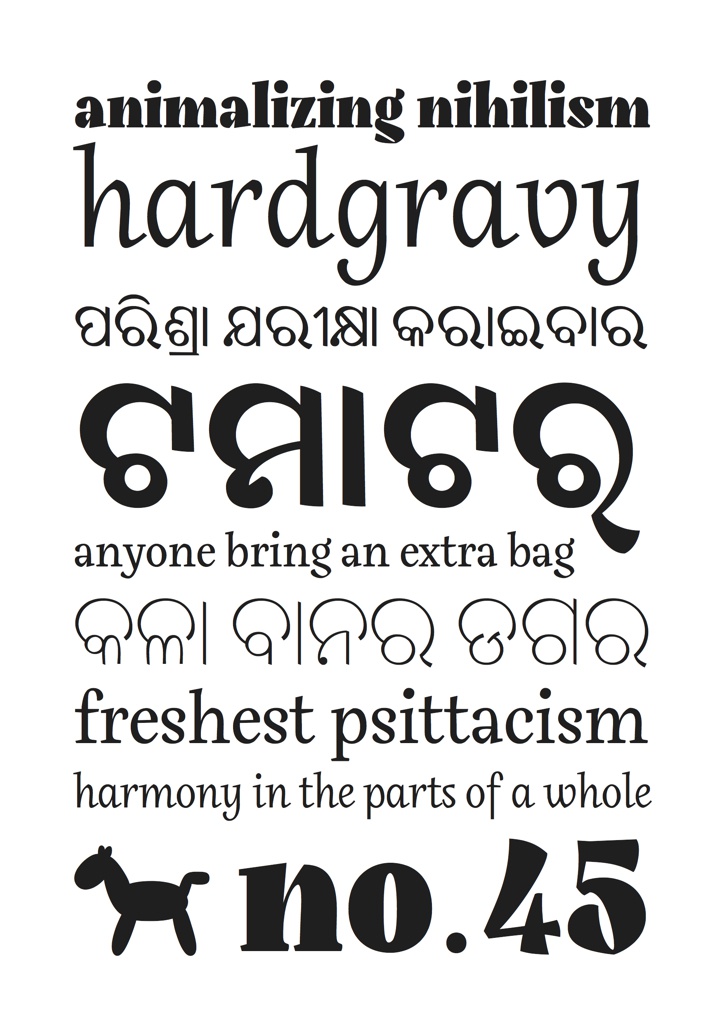 animalizing nihilism
hardgravy
ପରିଶ୍ରା ଯରୀକ୍ଷା କରାଇବାର
ଟମାଟର୍
anyone bring an extra bag
କଳା ବାନର ତଗର
freshest psittacism
harmony in the parts of a whole
no.45